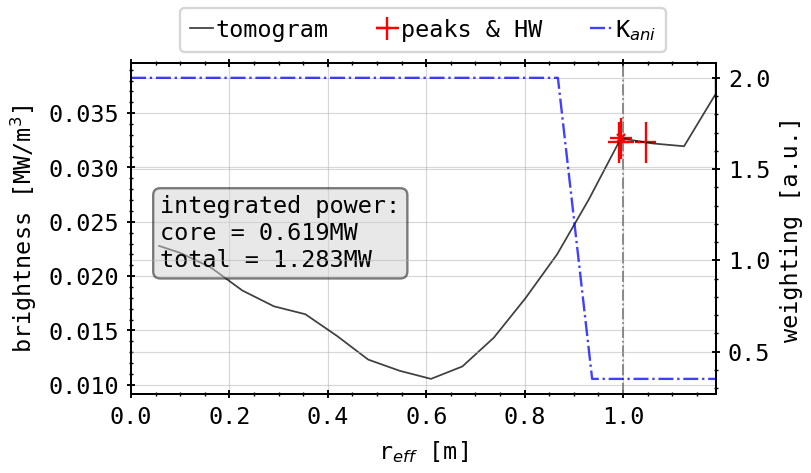 tomogram peaks & HW K_ani
brightness [MW/m³]
0.035
0.030
0.025
0.020
0.015
0.010
integrated power:
core = 0.619MW
total = 1.283MW
2.0
1.5
1.0
0.5
weighting [a.u.]
0.0 0.2 0.4 0.6 0.8 1.0
r_eff [m]